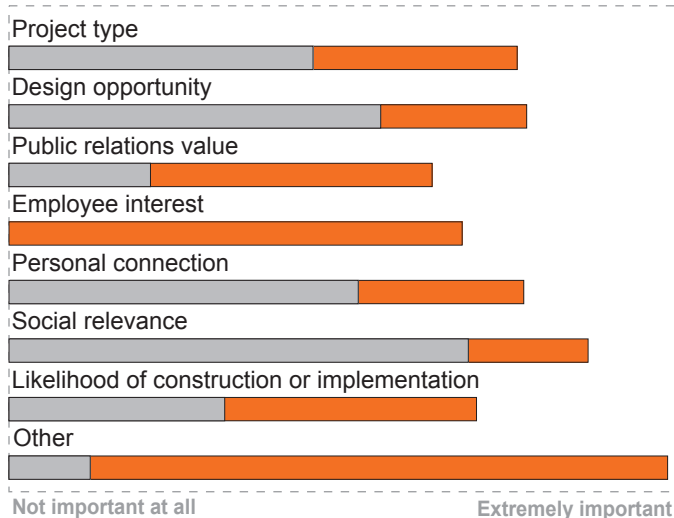 Project type
Design opportunity
Public relations value
Employee interest
Personal connection
Social relevance
Likelihood of construction or implementation
Other
Not important at all
Extremely important